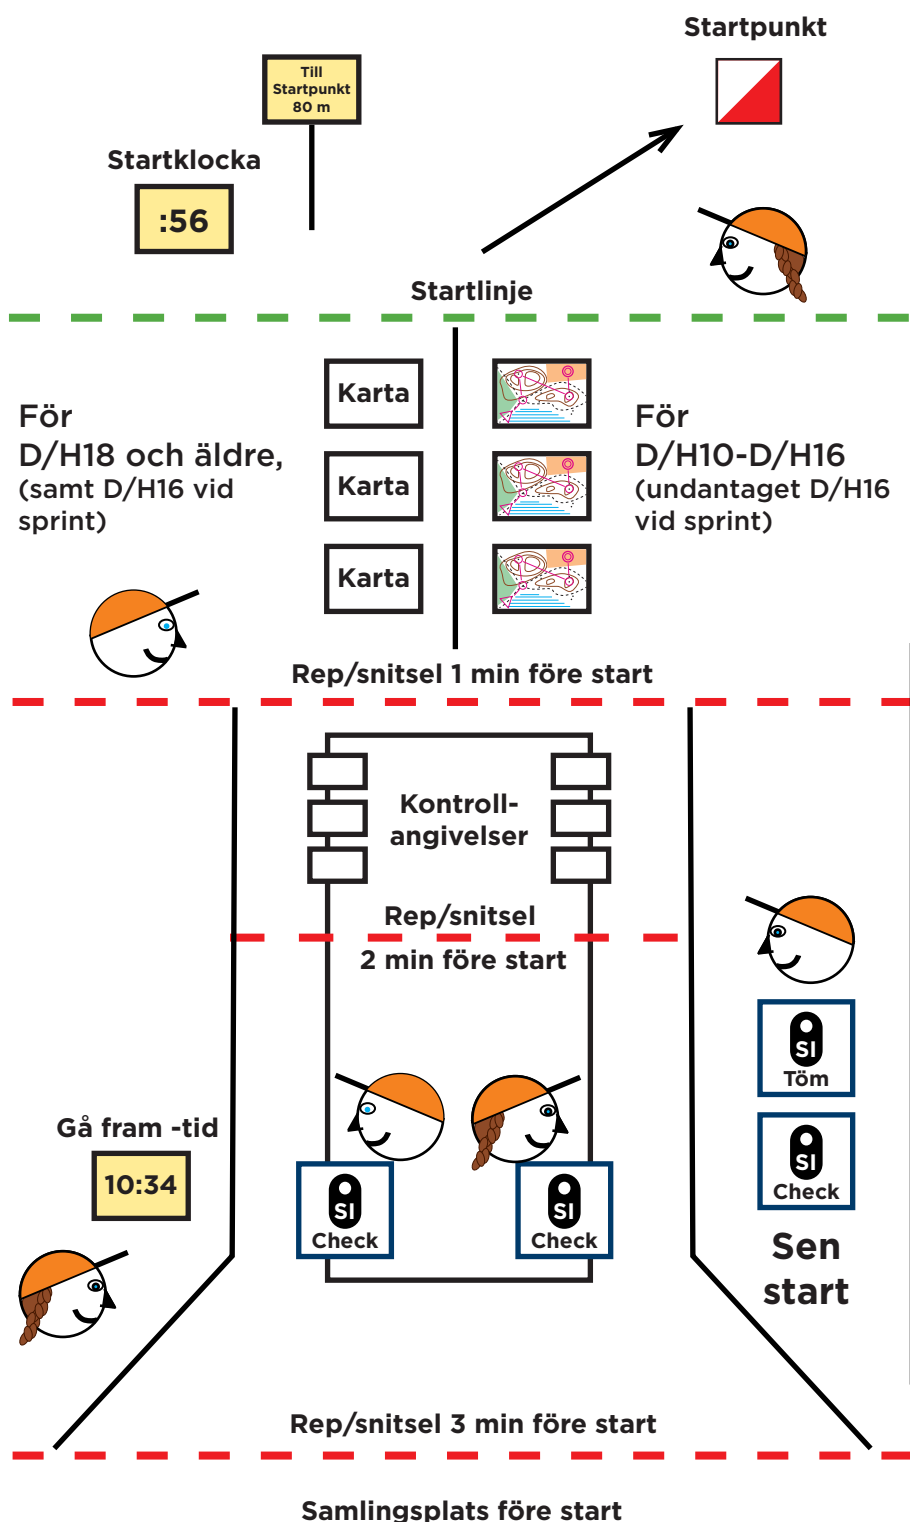 Startpunkt
Till
Startpunkt
80 m
Startklocka
:56
Startlinje
För
D/H18 och äldre,
(samt D/H16 vid
sprint)
Karta
Karta
Karta
För
D/H10-D/H16
(undantaget D/H16
vid sprint)
Rep/snitsel 1 min före start
Kontroll-
angivelser
Rep/snitsel
2 min före start
SI
Töm
SI
Check
Sen
start
Gå fram -tid
10:34
SI
Check
SI
Check
Rep/snitsel 3 min före start
Samlingsplats före start